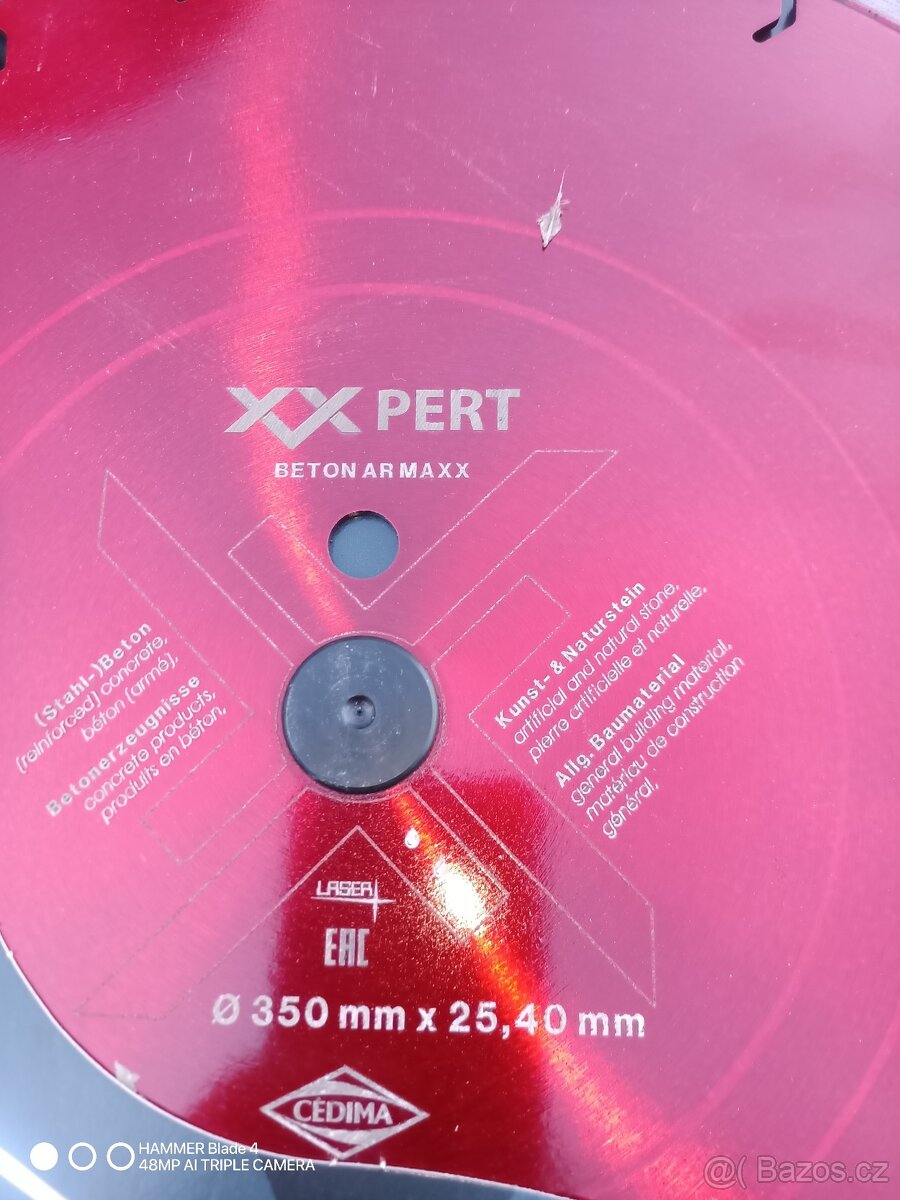 XXPERT
BETON AR MAXX
(Stahl-)Beton
(reinforced) concrete,
béton (armé),
Betonerzeugnisse
concrete products,
produits en béton,
Kunst- & Naturstein
artificial and natural stone,
pierre artificielle et naturelle,
Allg. Baumaterial
general building material,
matériau de construction
général,
LASER
EAC
Ø 350 mm x 25,40 mm
CEDIMA
HAMMER Blade 4
48MP AI TRIPLE CAMERA
@ Bazos.cz